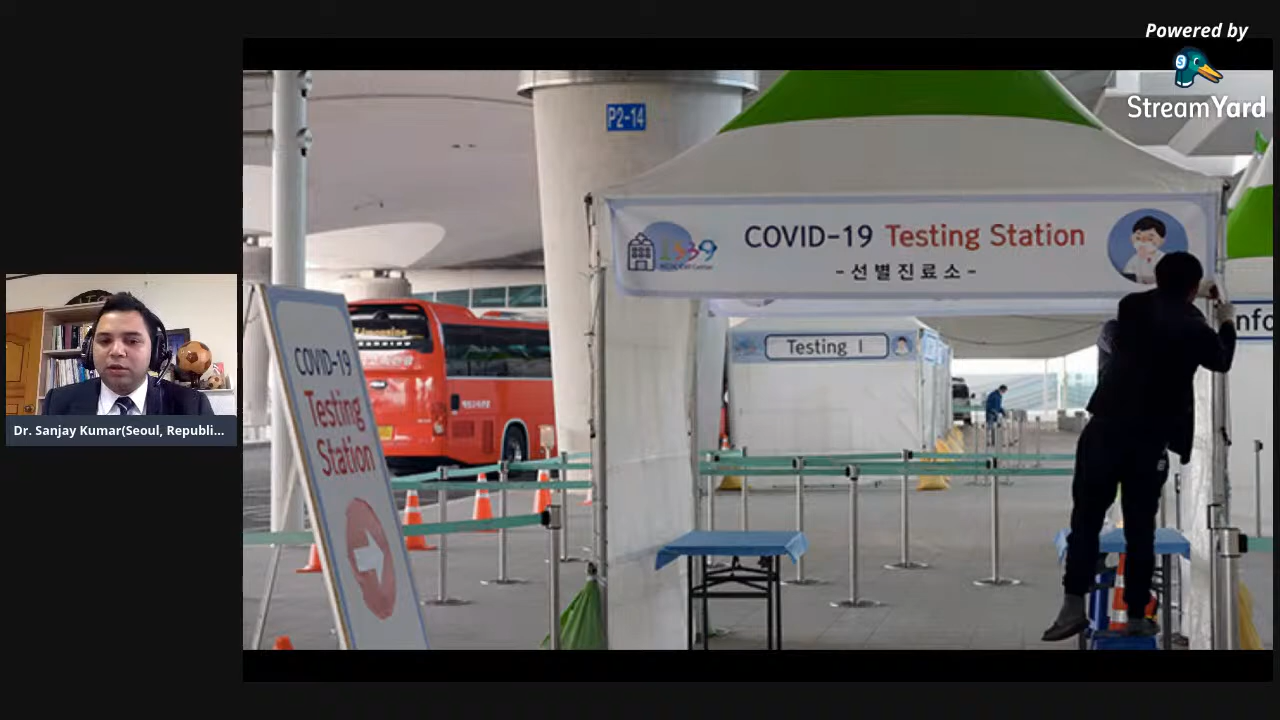 Powered by
StreamYard
P2-14
1339
COVID-19 Testing Station
- 선별진료소 -
Testing 1
Limousine
COVID-19
Testing
Station
Dr. Sanjay Kumar(Seoul, Republi...